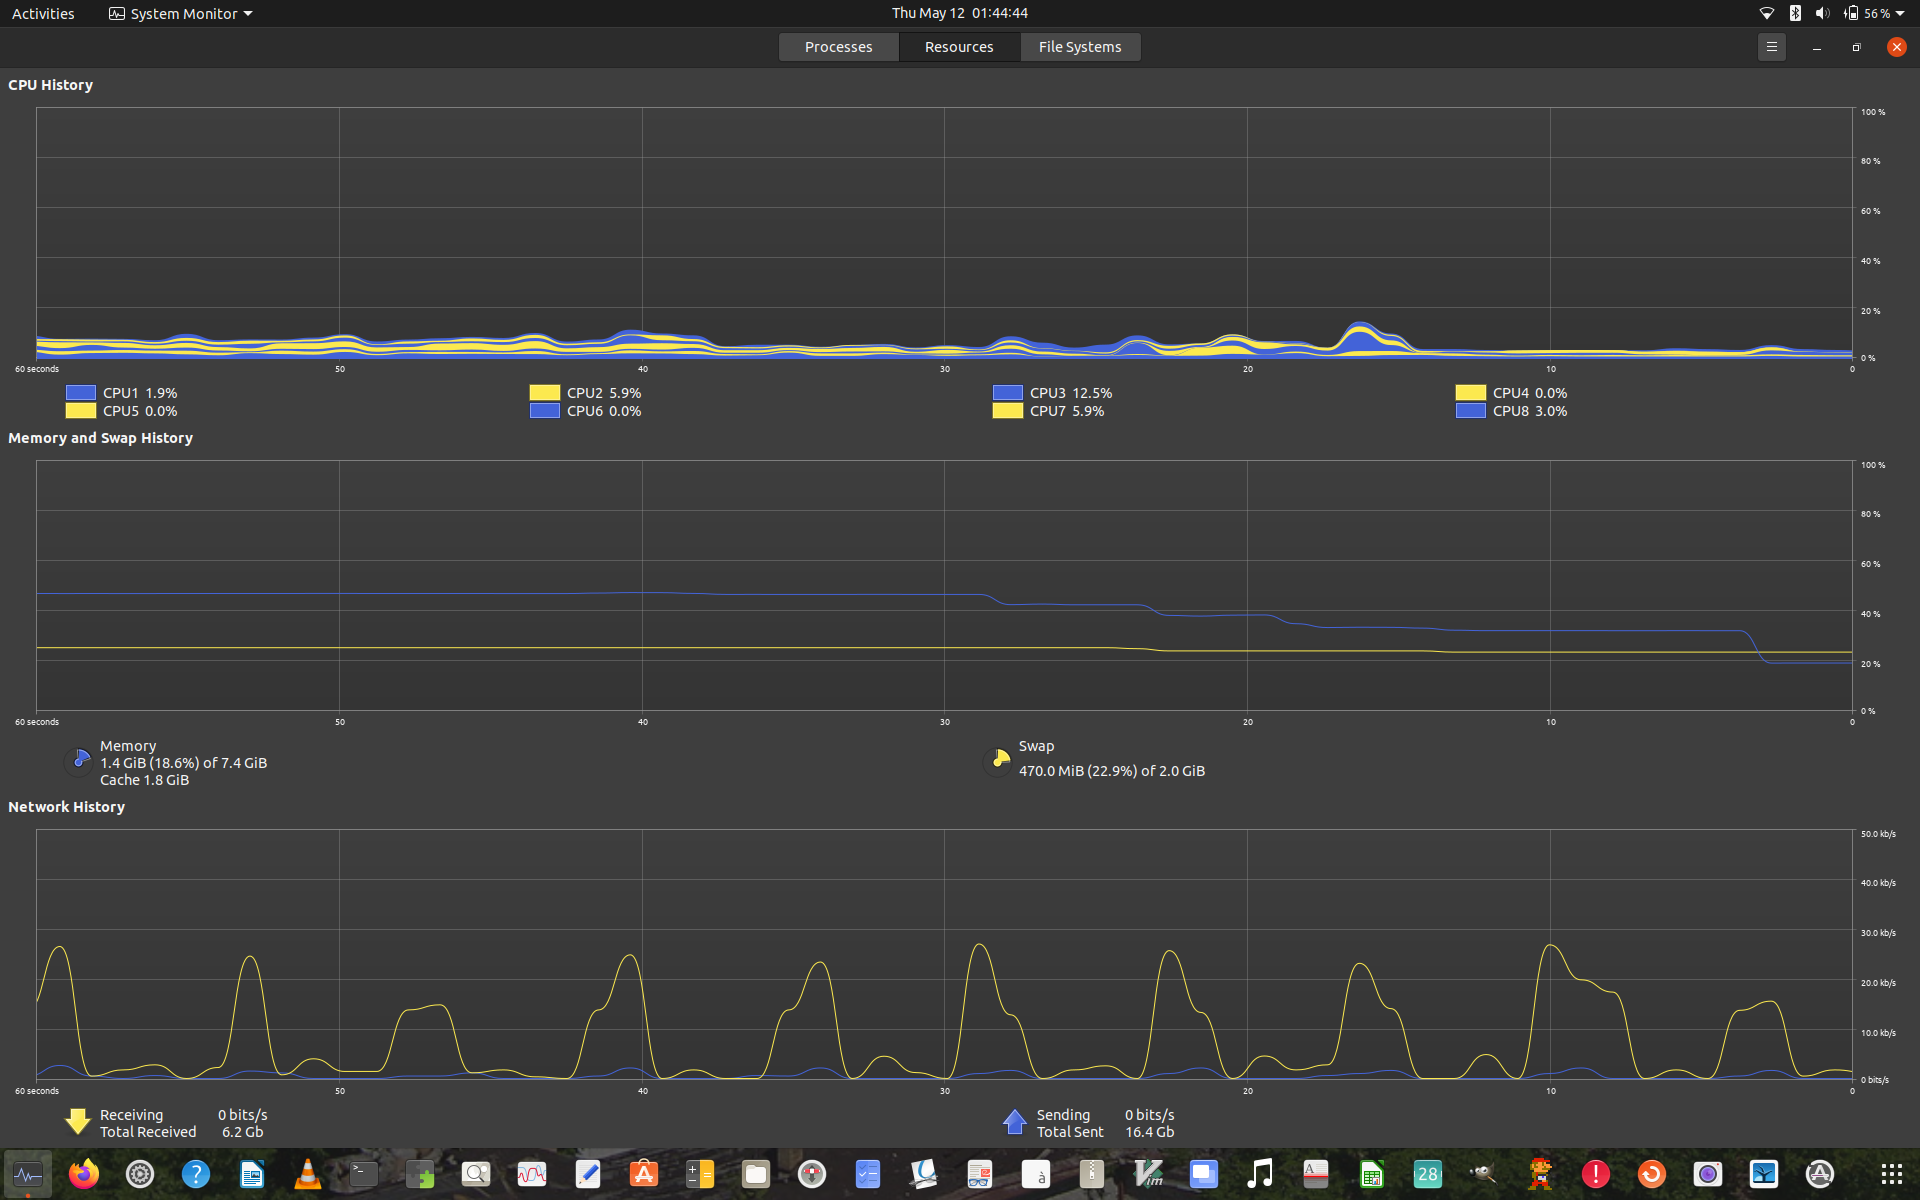 Activities System Monitor Thu May 12 01:44:44 56 %
Processes Resources File Systems
CPU History
100 %
80 %
60 %
40 %
20 %
0 %
60 seconds 50 40 30 20 10 0
CPU1 1.9% CPU2 5.9% CPU3 12.5% CPU4 0.0%
CPU5 0.0% CPU6 0.0% CPU7 5.9% CPU8 3.0%
Memory and Swap History
100 %
80 %
60 %
40 %
20 %
0 %
60 seconds 50 40 30 20 10 0
Memory
1.4 GiB (18.6%) of 7.4 GiB
Cache 1.8 GiB
Swap
470.0 MiB (22.9%) of 2.0 GiB
Network History
50.0 kb/s
40.0 kb/s
30.0 kb/s
20.0 kb/s
10.0 kb/s
0 bits/s
60 seconds 50 40 30 20 10 0
Receiving 0 bits/s
Total Received 6.2 Gb
Sending 0 bits/s
Total Sent 16.4 Gb
? >_ à Vim A 28 !